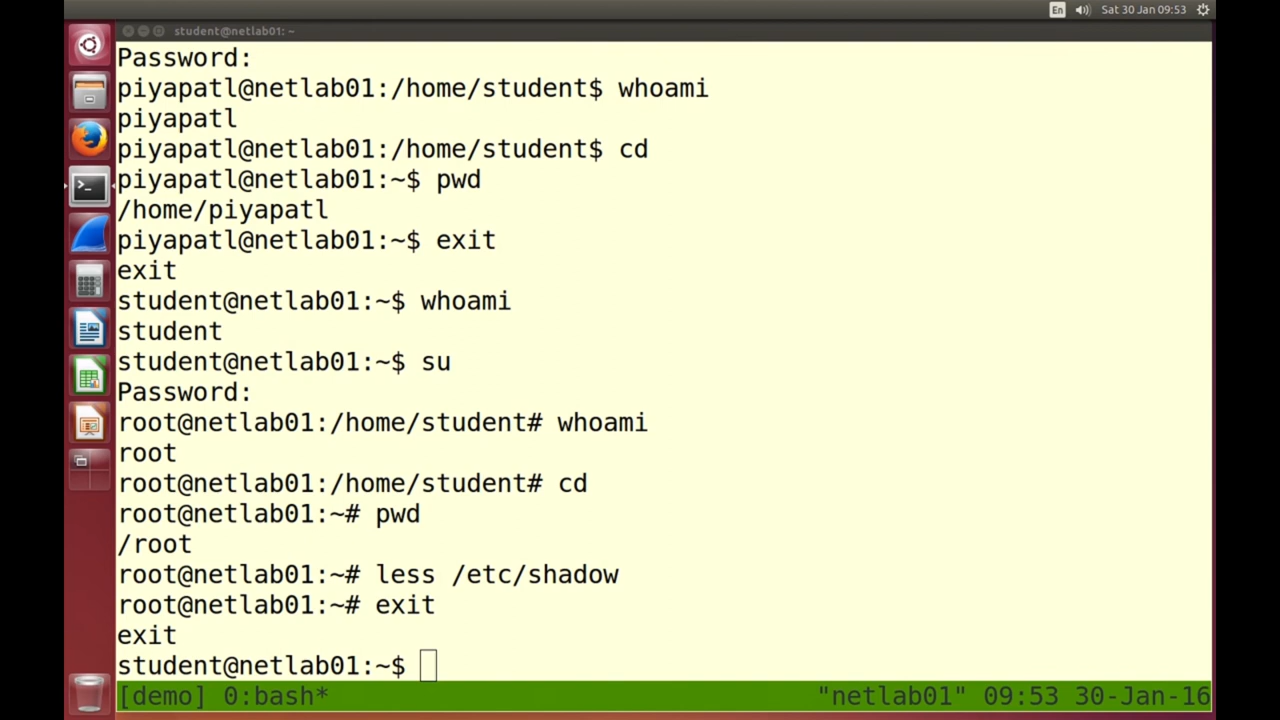 En Sat 30 Jan 09:53
student@netlab01: ~
Password:
piyapatl@netlab01:/home/student$ whoami
piyapatl
piyapatl@netlab01:/home/student$ cd
piyapatl@netlab01:~$ pwd
/home/piyapatl
piyapatl@netlab01:~$ exit
exit
student@netlab01:~$ whoami
student
student@netlab01:~$ su
Password:
root@netlab01:/home/student# whoami
root
root@netlab01:/home/student# cd
root@netlab01:~# pwd
/root
root@netlab01:~# less /etc/shadow
root@netlab01:~# exit
exit
student@netlab01:~$
[demo] 0:bash* "netlab01" 09:53 30-Jan-16